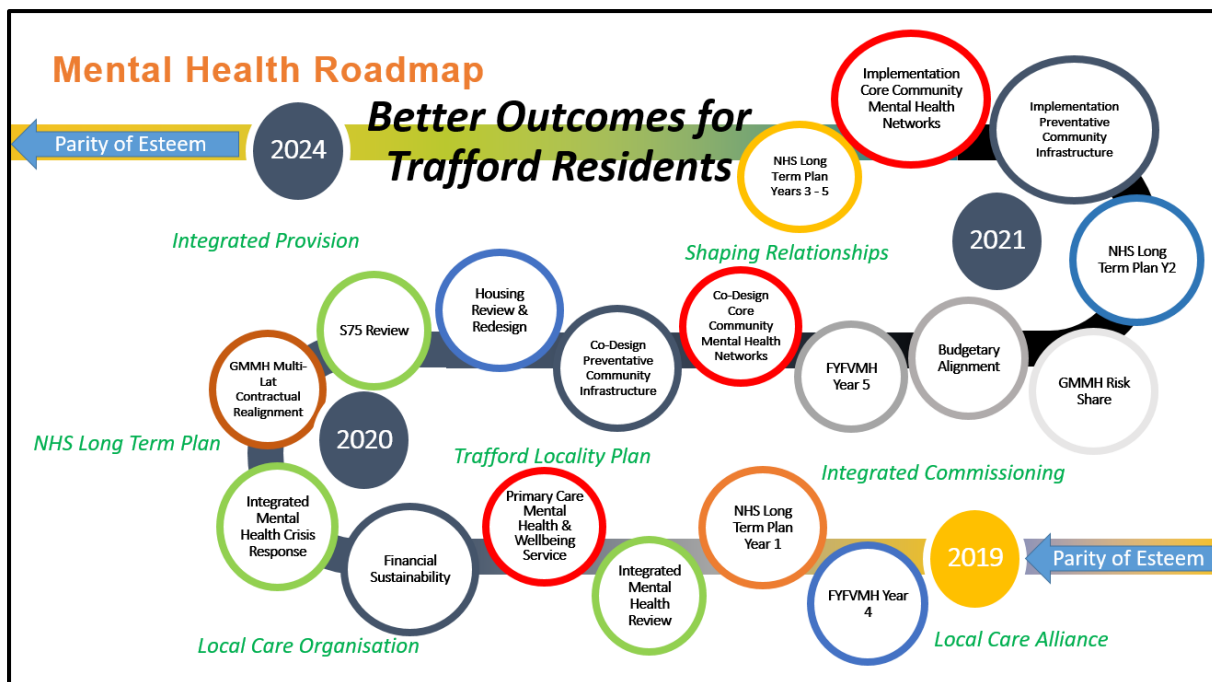 Mental Health Roadmap
Better Outcomes for
Trafford Residents
Parity of Esteem
2024
NHS Long
Term Plan
Years 3 - 5
Implementation
Core Community
Mental Health
Networks
Implementation
Preventative
Community
Infrastructure
Integrated Provision
Shaping Relationships
2021
NHS Long
Term Plan Y2
S75 Review
Housing
Review &
Redesign
Co-Design
Preventative
Community
Infrastructure
Co-Design
Core
Community
Mental Health
Networks
FYFVMH
Year 5
Budgetary
Alignment
GMMH Risk
Share
GMMH Multi-
Lat
Contractual
Realignment
2020
NHS Long Term Plan
Trafford Locality Plan
Integrated Commissioning
Integrated
Mental
Health Crisis
Response
Financial
Sustainability
Primary Care
Mental
Health &
Wellbeing
Service
Integrated
Mental
Health
Review
NHS Long
Term Plan
Year 1
FYFVMH Year
4
2019
Parity of Esteem
Local Care Organisation
Local Care Alliance